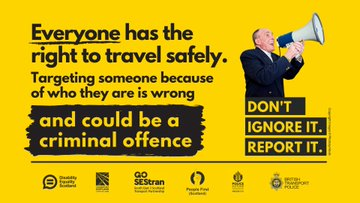 Everyone has the
right to travel safely.
Targeting someone because
of who they are is wrong
and could be a
criminal offence
DON'T
IGNORE IT.
REPORT IT.
Disability
Equality
Scotland
GO
SEStran
South East of Scotland
Transport Partnership
People First
(Scotland)
POLICE
SCOTLAND
BRITISH
TRANSPORT
POLICE